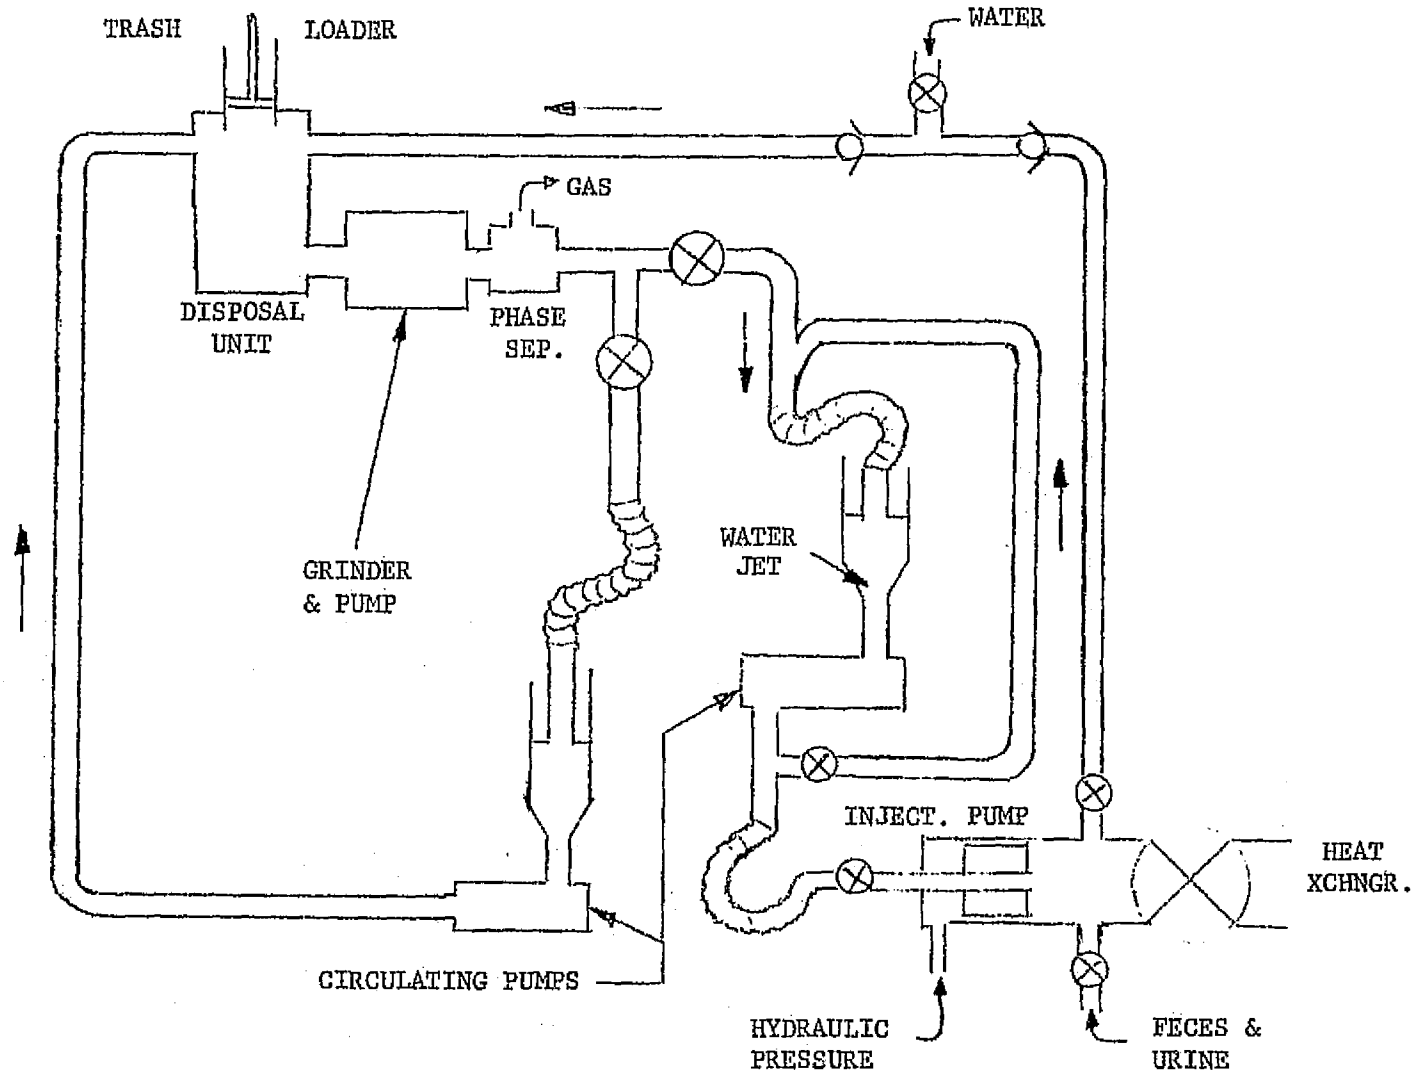 TRASH LOADER
WATER
GAS
DISPOSAL
UNIT
PHASE
SEP.
GRINDER
& PUMP
WATER
JET
INJECT. PUMP
HEAT
XCHNGR.
CIRCULATING PUMPS
HYDRAULIC
PRESSURE
FECES &
URINE